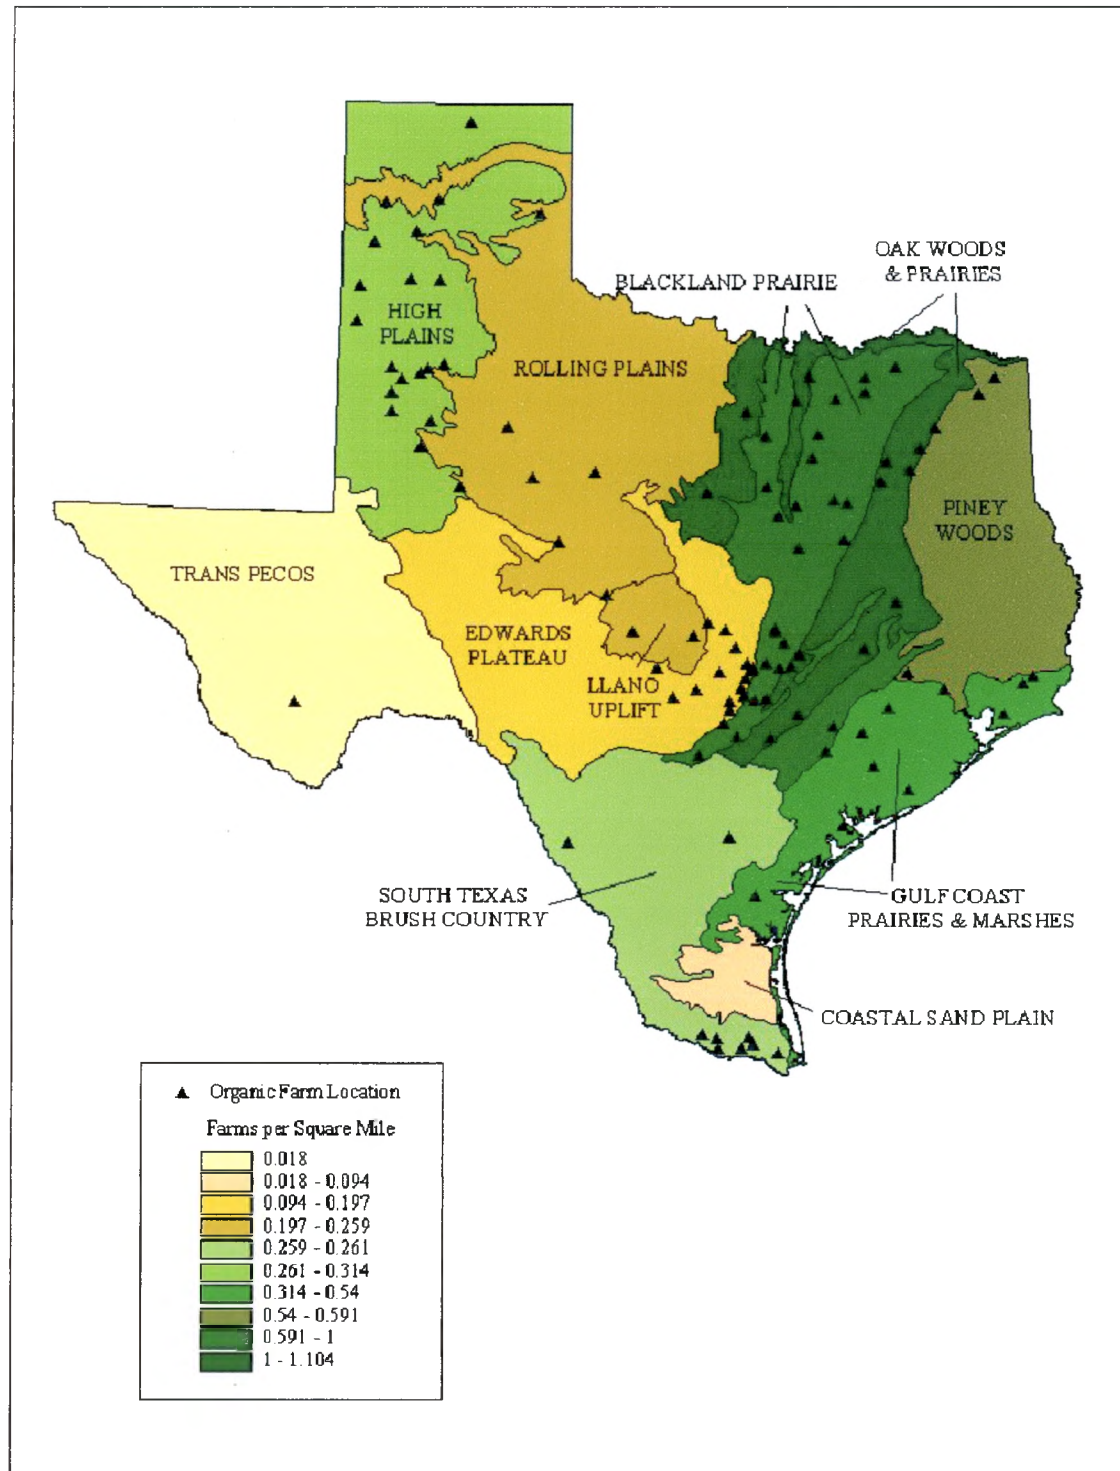 OAK WOODS
& PRAIRIES
BLACKLAND PRAIRIE
HIGH
PLAINS
ROLLING PLAINS
PINEY
WOODS
TRANS PECOS
EDWARDS
PLATEAU
LLANO
UPLIFT
SOUTH TEXAS
BRUSH COUNTRY
GULF COAST
PRAIRIES & MARSHES
COASTAL SAND PLAIN
Organic Farm Location
Farms per Square Mile
0.018
0.018 - 0.094
0.094 - 0.197
0.197 - 0.259
0.259 - 0.261
0.261 - 0.314
0.314 - 0.54
0.54 - 0.591
0.591 - 1
1 - 1.104